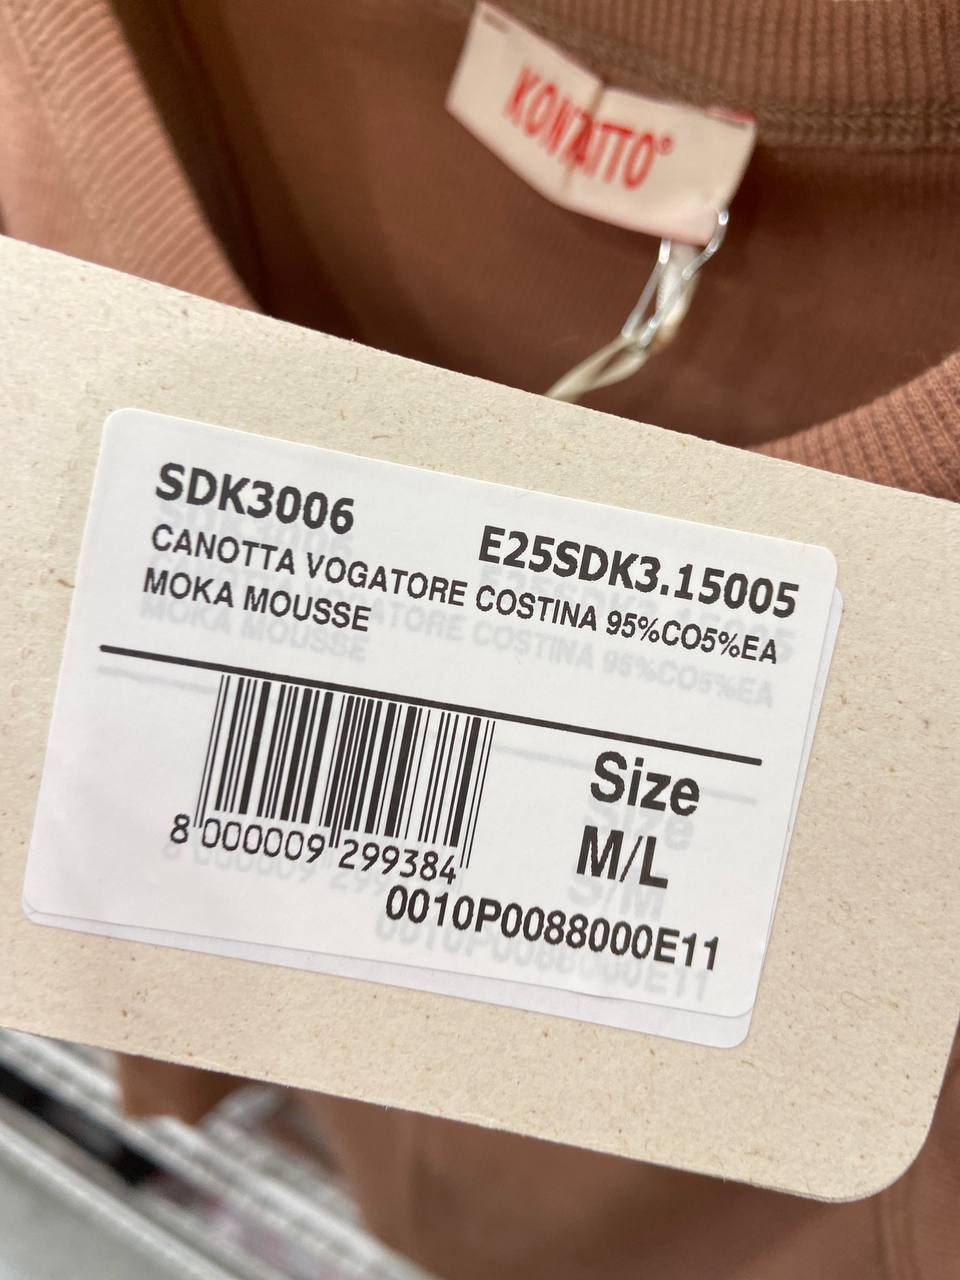 KONTATTO®
SDK3006
E25SDK3.15005
CANOTTA VOGATORE COSTINA 95%CO5%EA
MOKA MOUSSE
Size
M/L
8 000009 299384
0010P0088000E11